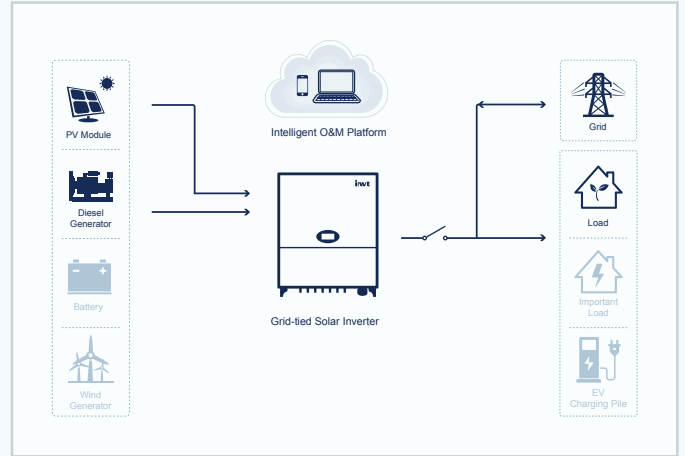 Intelligent O&M Platform
PV Module
Diesel
Generator
Battery
Wind
Generator
invt
Grid-tied Solar Inverter
Grid
Load
Important
Load
EV
Charging Pile